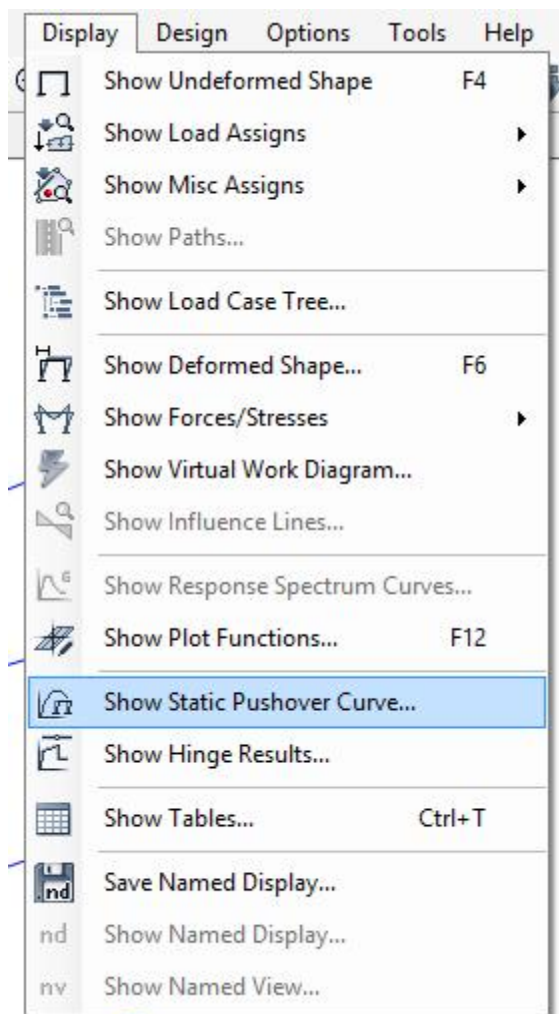 Display Design Options Tools Help
Show Undeformed Shape F4
Show Load Assigns
Show Misc Assigns
Show Paths...
Show Load Case Tree...
Show Deformed Shape... F6
Show Forces/Stresses
Show Virtual Work Diagram...
Show Influence Lines...
Show Response Spectrum Curves...
Show Plot Functions... F12
Show Static Pushover Curve...
Show Hinge Results...
Show Tables... Ctrl+T
.nd Save Named Display...
nd Show Named Display...
nv Show Named View...